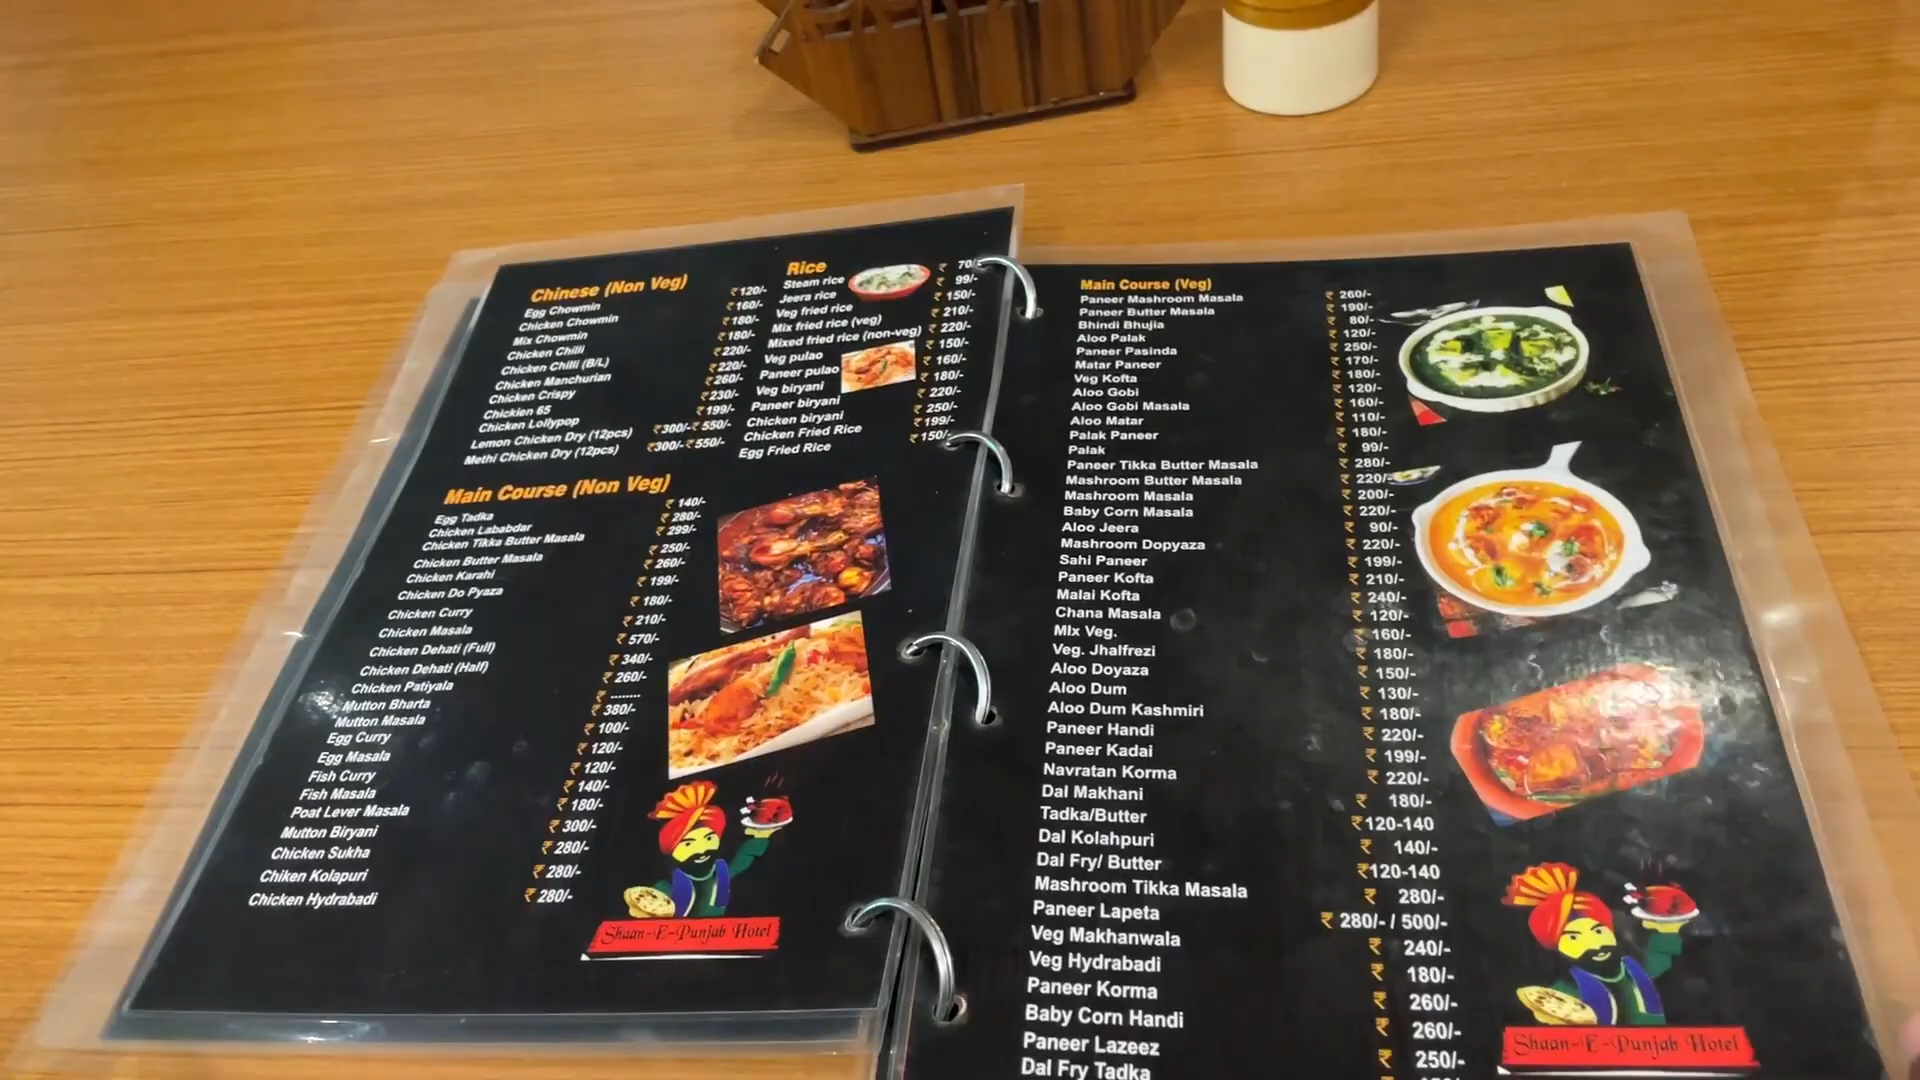 Chinese (Non Veg)
Egg Chowmin ₹120/-
Chicken Chowmin ₹160/-
Mix Chowmin ₹180/-
Chicken Chilli ₹180/-
Chicken Chilli (B/L) ₹220/-
Chicken Manchurian ₹220/-
Chicken Crispy ₹260/-
Chickien 65 ₹230/-
Chicken Lollypop ₹199/-
Lemon Chicken Dry (12pcs) ₹300/-₹550/-
Methi Chicken Dry (12pcs) ₹300/-₹550/-
Rice
Steam rice ₹ 70/-
Jeera rice ₹ 99/-
Veg fried rice ₹ 150/-
Mix fried rice (veg) ₹ 210/-
Mixed fried rice (non-veg) ₹ 220/-
Veg pulao ₹ 150/-
Paneer pulao ₹ 160/-
Veg biryani ₹ 180/-
Paneer biryani ₹ 220/-
Chicken biryani ₹ 250/-
Chicken Fried Rice ₹199/-
Egg Fried Rice ₹150/-
Main Course (Non Veg)
Egg Tadka ₹ 140/-
Chicken Lababdar ₹ 280/-
Chicken Tikka Butter Masala ₹ 299/-
Chicken Butter Masala ₹ 250/-
Chicken Karahi ₹ 260/-
Chicken Do Pyaza ₹ 199/-
Chicken Curry ₹ 180/-
Chicken Masala ₹ 210/-
Chicken Dehati (Full) ₹ 570/-
Chicken Dehati (Half) ₹ 340/-
Chicken Patiyala ₹ 260/-
Mutton Bharta ₹ ........
Mutton Masala ₹ 380/-
Egg Curry ₹ 100/-
Egg Masala ₹ 120/-
Fish Curry ₹ 120/-
Fish Masala ₹ 140/-
Poat Lever Masala ₹ 180/-
Mutton Biryani ₹ 300/-
Chicken Sukha ₹ 280/-
Chiken Kolapuri ₹ 280/-
Chicken Hydrabadi ₹ 280/-
Shaan-E-Punjab Hotel
Main Course (Veg)
Paneer Mashroom Masala ₹ 260/-
Paneer Butter Masala ₹ 190/-
Bhindi Bhujia ₹ 80/-
Aloo Palak ₹ 120/-
Paneer Pasinda ₹ 250/-
Matar Paneer ₹ 170/-
Veg Kofta ₹ 180/-
Aloo Gobi ₹ 120/-
Aloo Gobi Masala ₹ 160/-
Aloo Matar ₹ 110/-
Palak Paneer ₹ 180/-
Palak ₹ 99/-
Paneer Tikka Butter Masala ₹ 280/-
Mashroom Butter Masala ₹ 220/-
Mashroom Masala ₹ 200/-
Baby Corn Masala ₹ 220/-
Aloo Jeera ₹ 90/-
Mashroom Dopyaza ₹ 220/-
Sahi Paneer ₹ 199/-
Paneer Kofta ₹ 210/-
Malai Kofta ₹ 240/-
Chana Masala ₹ 120/-
MIx Veg. ₹ 160/-
Veg. Jhalfrezi ₹ 180/-
Aloo Doyaza ₹ 150/-
Aloo Dum ₹ 130/-
Aloo Dum Kashmiri ₹ 180/-
Paneer Handi ₹ 220/-
Paneer Kadai ₹ 199/-
Navratan Korma ₹ 220/-
Dal Makhani ₹ 180/-
Tadka/Butter ₹120-140
Dal Kolahpuri ₹ 140/-
Dal Fry/ Butter ₹120-140
Mashroom Tikka Masala ₹ 280/-
Paneer Lapeta ₹ 280/- / 500/-
Veg Makhanwala ₹ 240/-
Veg Hydrabadi ₹ 180/-
Paneer Korma ₹ 260/-
Baby Corn Handi ₹ 260/-
Paneer Lazeez ₹ 250/-
Dal Fry Tadka
Shaan-E-Punjab Hotel